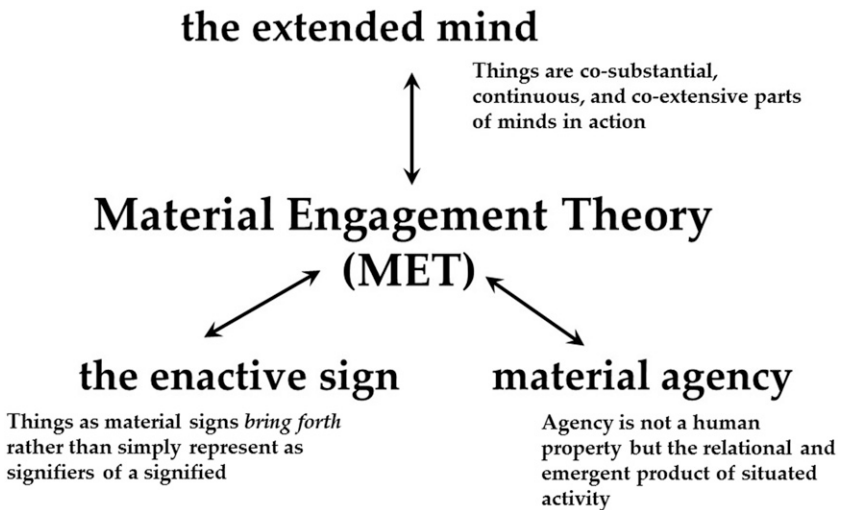 the extended mind
Things are co-substantial,
continuous, and co-extensive parts
of minds in action
Material Engagement Theory
(MET)
the enactive sign
Things as material signs bring forth
rather than simply represent as
signifiers of a signified
material agency
Agency is not a human
property but the relational and
emergent product of situated
activity